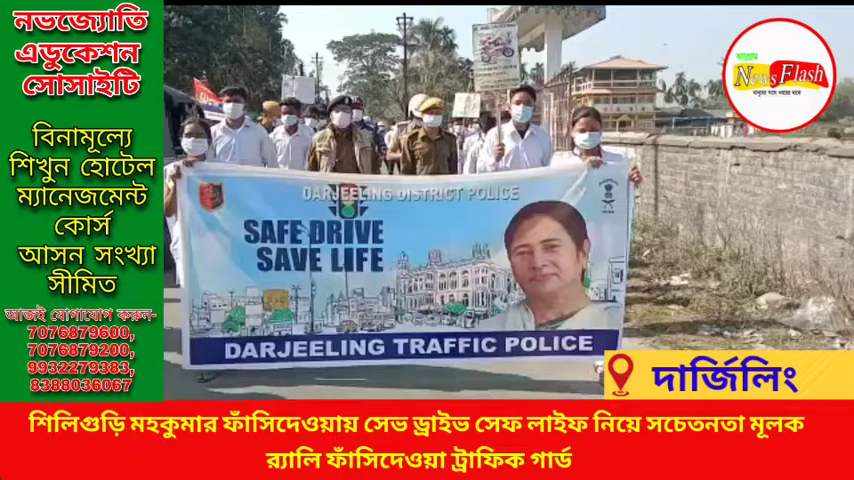 নভজ্যোতি
এডুকেশন
সোসাইটি
বিনামূল্যে
শিখুন হোটেল
ম্যানেজমেন্ট
কোর্স
আসন সংখ্যা
সীমিত
আজই যোগাযোগ করুন-
7076879600,
7076879200,
9932279383,
8388036067
News Flash
DARJEELING DISTRICT POLICE
SAFE DRIVE
SAVE LIFE
DARJEELING TRAFFIC POLICE
দার্জিলিং
শিলিগুড়ি মহকুমার ফাঁসিদেওয়ায় সেভ ড্রাইভ সেফ লাইফ নিয়ে সচেতনতা মূলক
র‍্যালি ফাঁসিদেওয়া ট্রাফিক গার্ড